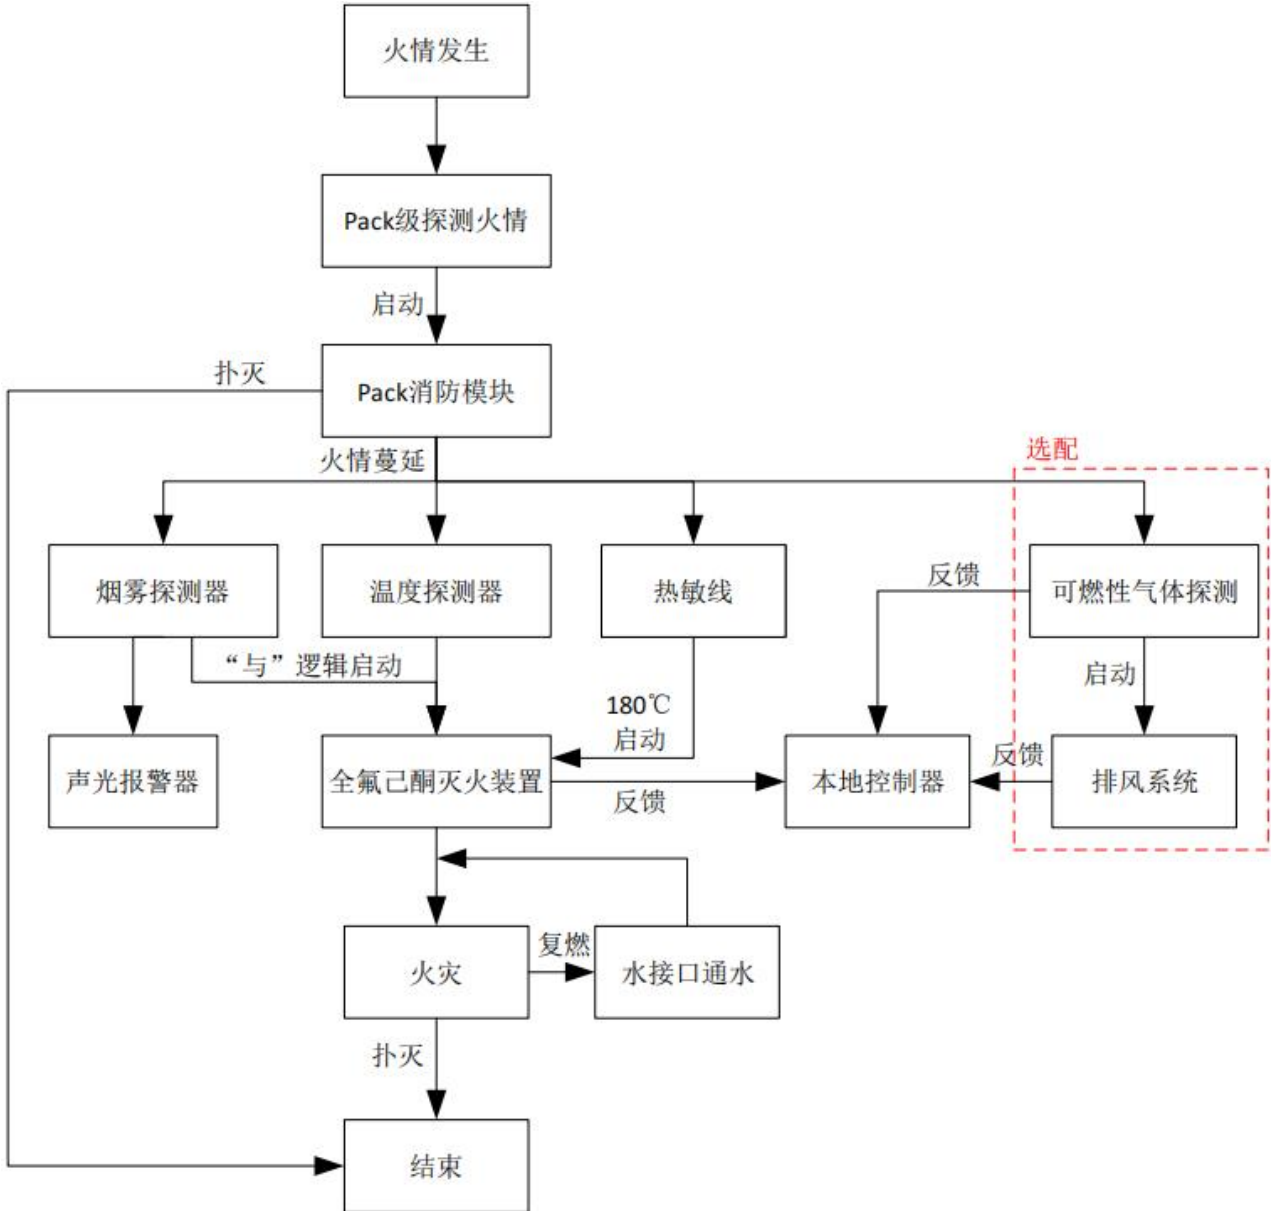 火情发生
Pack级探测火情
启动
扑灭
Pack消防模块
火情蔓延
选配
烟雾探测器
温度探测器
热敏线
反馈
可燃性气体探测
“与”逻辑启动
180℃
启动
启动
声光报警器
全氟己酮灭火装置
反馈
本地控制器
反馈
排风系统
火灾
复燃
水接口通水
扑灭
结束